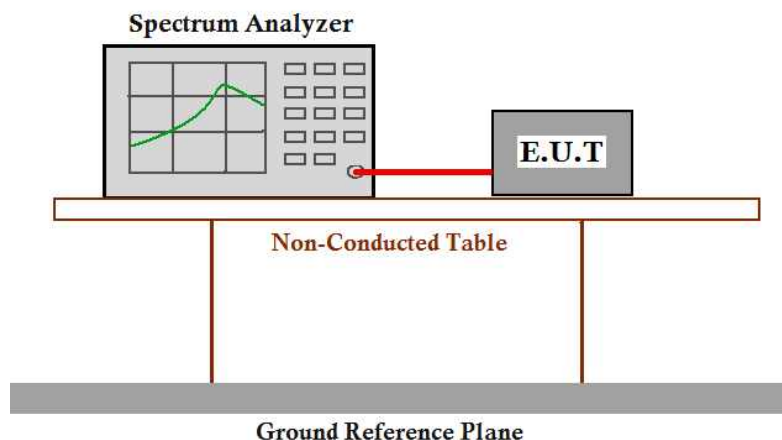 Spectrum Analyzer
E.U.T
Non-Conducted Table
Ground Reference Plane